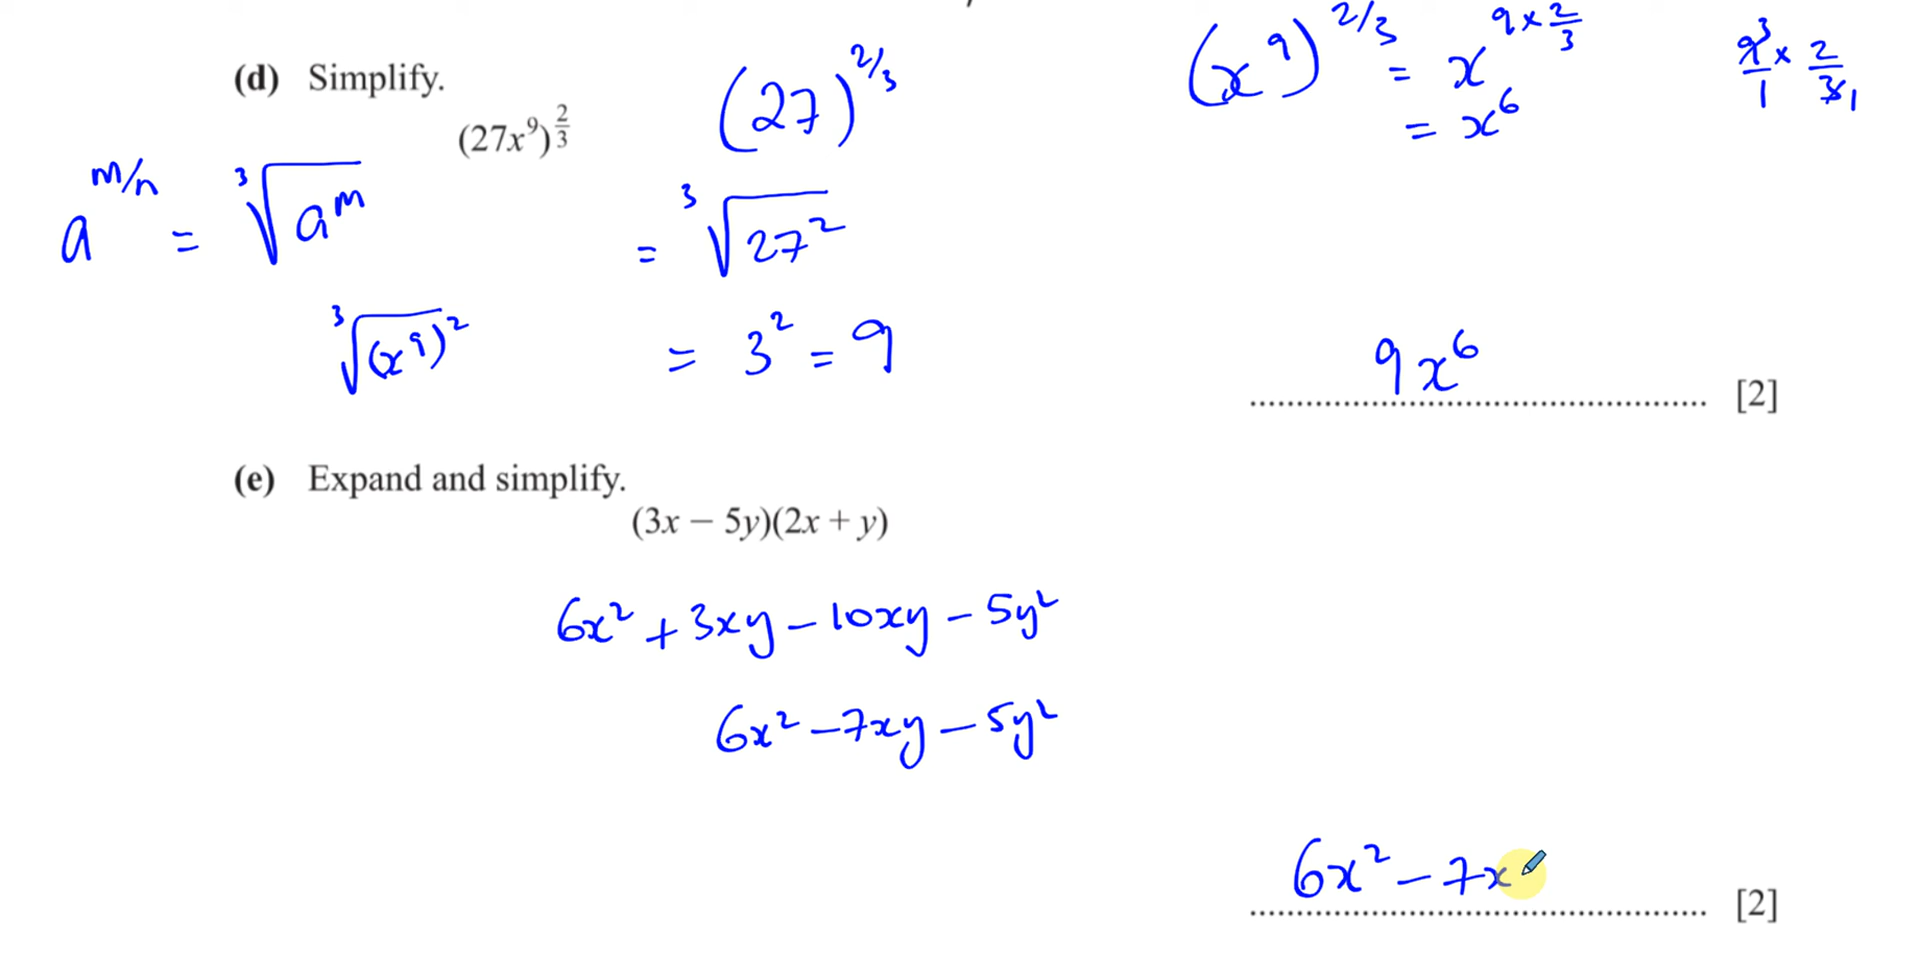 (d) Simplify.
(27x⁹)^(2/3)
a^(m/n) = ³√(a^m)
³√(x⁹)²
(27)^(2/3)
= ³√(27²)
= 3² = 9
(x⁹)^(2/3) = x^(9 × 2/3)
= x⁶
9³/1 × 2/3 1
9x⁶
[2]
(e) Expand and simplify.
(3x − 5y)(2x + y)
6x² + 3xy − 10xy − 5y²
6x² − 7xy − 5y²
6x² − 7x
[2]